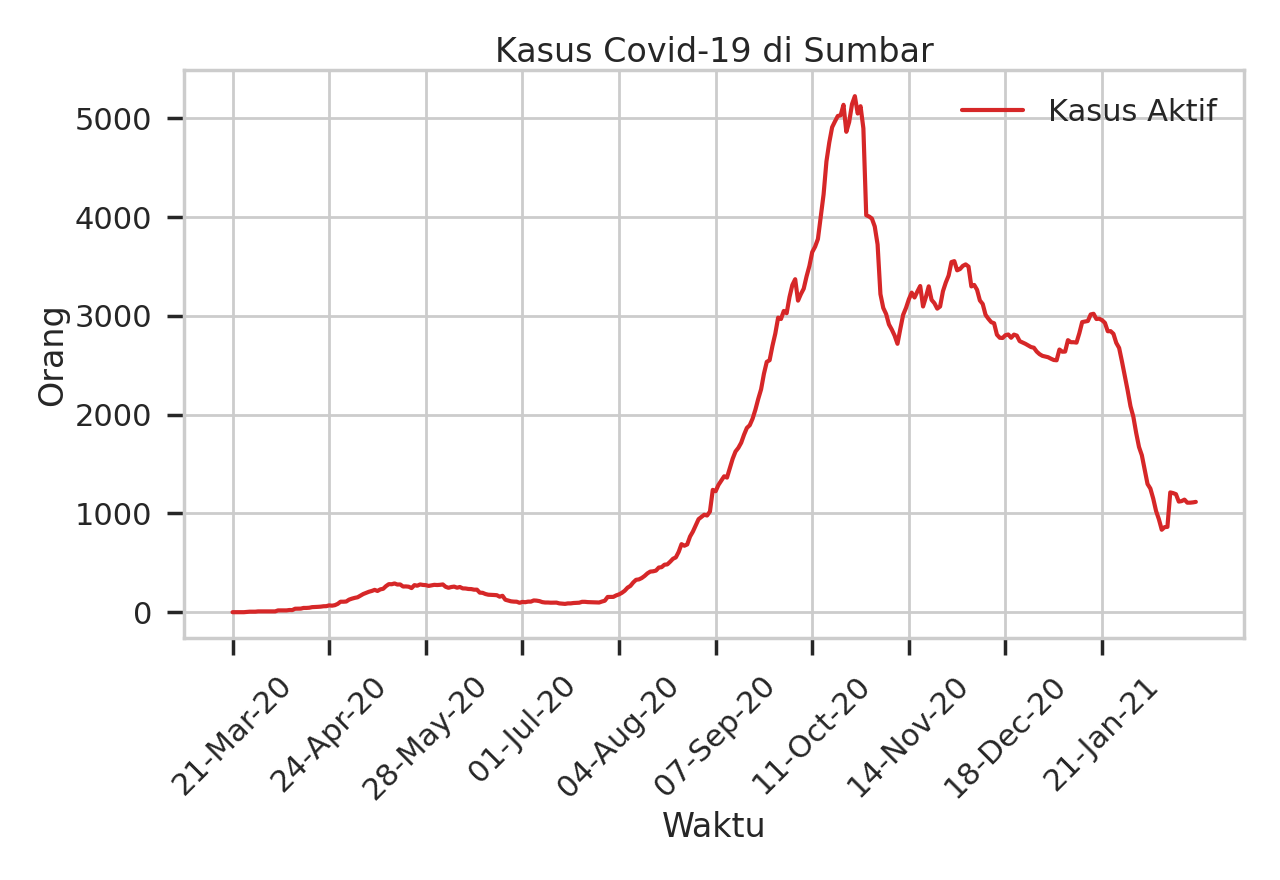 Kasus Covid-19 di Sumbar
Kasus Aktif
Orang
5000
4000
3000
2000
1000
0
21-Mar-20
24-Apr-20
28-May-20
01-Jul-20
04-Aug-20
07-Sep-20
11-Oct-20
14-Nov-20
18-Dec-20
21-Jan-21
Waktu